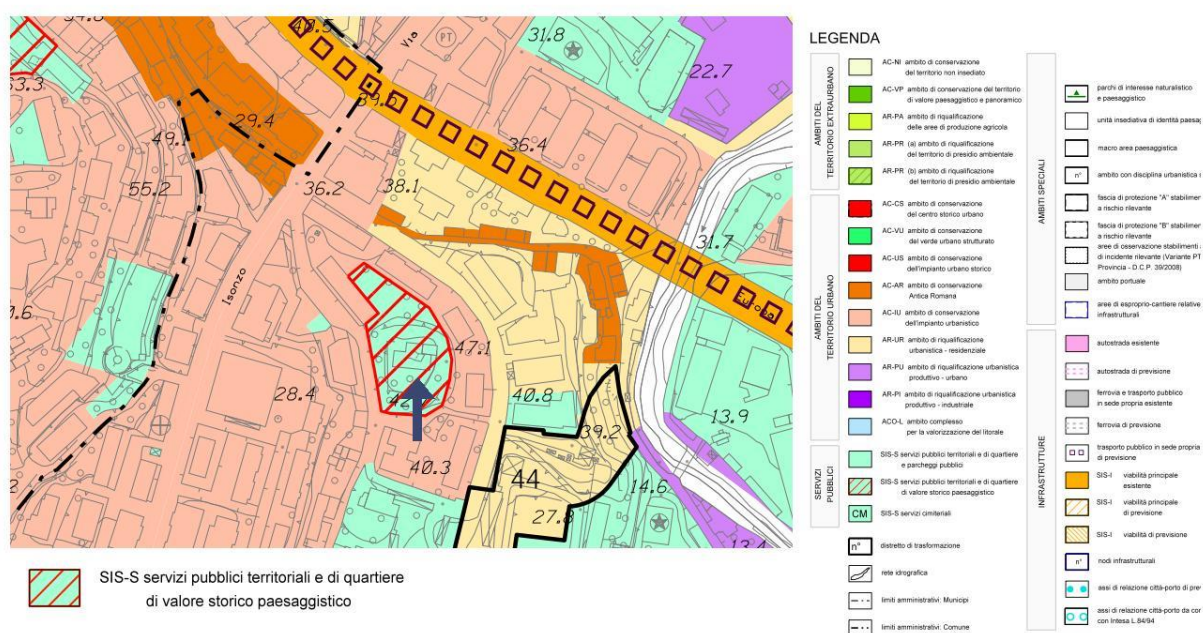 40.5
Via
PT
31.8
22.7
63.3
39.6
29.4
36.4
49.1
36.2
38.1
55.2
31.7
Isonzo
Europa
47.1
28.4
40.8
13.9
42
39.2
40.3
44
14.6
27.8
13.4
SIS-S servizi pubblici territoriali e di quartiere
di valore storico paesaggistico
LEGENDA
AMBITI DEL
TERRITORIO EXTRAURBANO
AC-NI ambito di conservazione
del territorio non insediato
AC-VP ambito di conservazione del territorio
di valore paesaggistico e panoramico
AR-PA ambito di riqualificazione
delle aree di produzione agricola
AR-PR (a) ambito di riqualificazione
del territorio di presidio ambientale
AR-PR (b) ambito di riqualificazione
del territorio di presidio ambientale
AMBITI DEL
TERRITORIO URBANO
AC-CS ambito di conservazione
del centro storico urbano
AC-VU ambito di conservazione
del verde urbano strutturato
AC-US ambito di conservazione
dell'impianto urbano storico
AC-AR ambito di conservazione
Antica Romana
AC-IU ambito di conservazione
dell'impianto urbanistico
AR-UR ambito di riqualificazione
urbanistica - residenziale
AR-PU ambito di riqualificazione urbanistica
produttivo - urbano
AR-PI ambito di riqualificazione urbanistica
produttivo - industriale
ACO-L ambito complesso
per la valorizzazione del litorale
SERVIZI
PUBBLICI
SIS-S servizi pubblici territoriali e di quartiere
e parcheggi pubblici
SIS-S servizi pubblici territoriali e di quartiere
di valore storico paesaggistico
CM SIS-S servizi cimiteriali
n° distretto di trasformazione
rete idrografica
limiti amministrativi: Municipi
limiti amministrativi: Comune
AMBITI SPECIALI
parchi di interesse naturalistico
e paesaggistico
unità insediativa di identità paesag
macro area paesaggistica
n° ambito con disciplina urbanistica s
fascia di protezione "A" stabilimen
a rischio rilevante
fascia di protezione "B" stabilimen
a rischio rilevante
aree di osservazione stabilimenti
di incidente rilevante (Variante PT
Provincia - D.C.P. 39/2008)
ambito portuale
aree di esproprio-cantiere relative
infrastrutturali
INFRASTRUTTURE
autostrada esistente
autostrada di previsione
ferrovia e trasporto pubblico
in sede propria esistente
ferrovia di previsione
trasporto pubblico in sede propria
di previsione
SIS-I viabilità principale
esistente
SIS-I viabilità principale
di previsione
SIS-I viabilità di previsione
n° nodi infrastrutturali
assi di relazione città-porto di pre
assi di relazione città-porto da con
con Intesa L.84/94